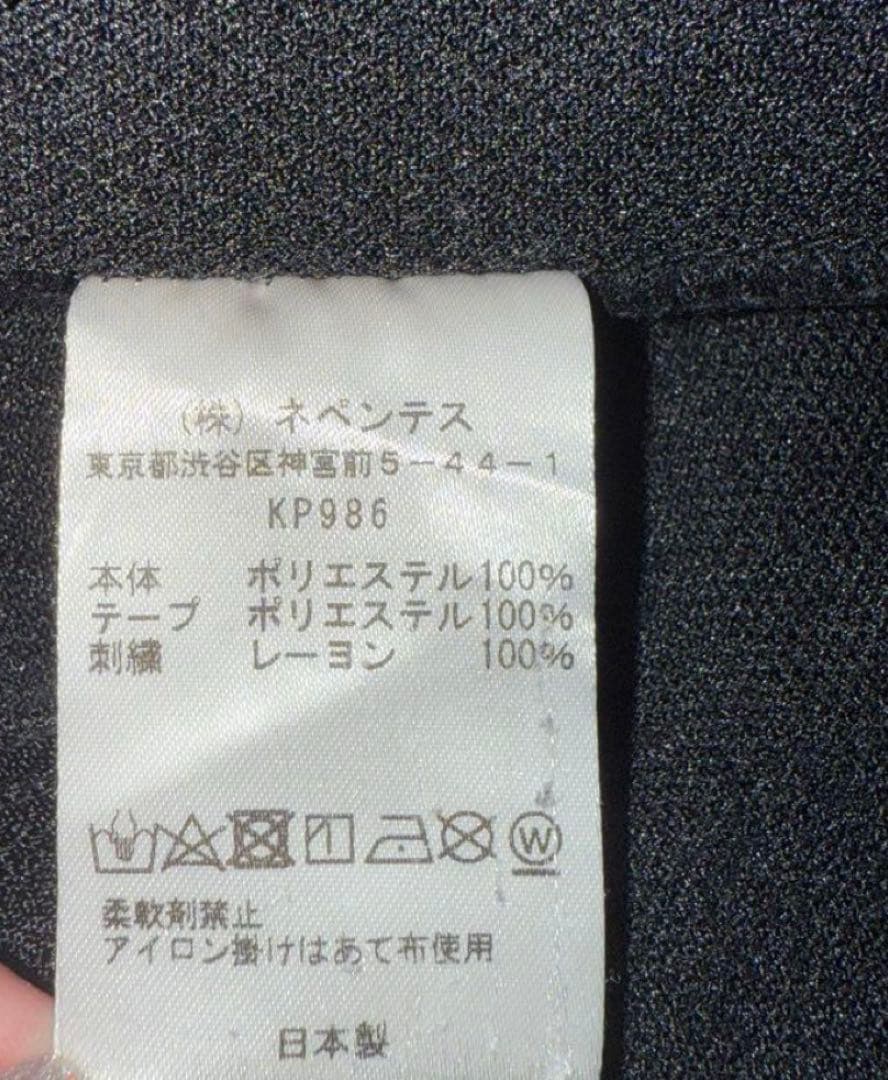 （株）ネペンテス
東京都渋谷区神宮前5-44-1
KP986
本体 ポリエステル100%
テープ ポリエステル100%
刺繍 レーヨン 100%
W
柔軟剤禁止
アイロン掛けはあて布使用
日本製